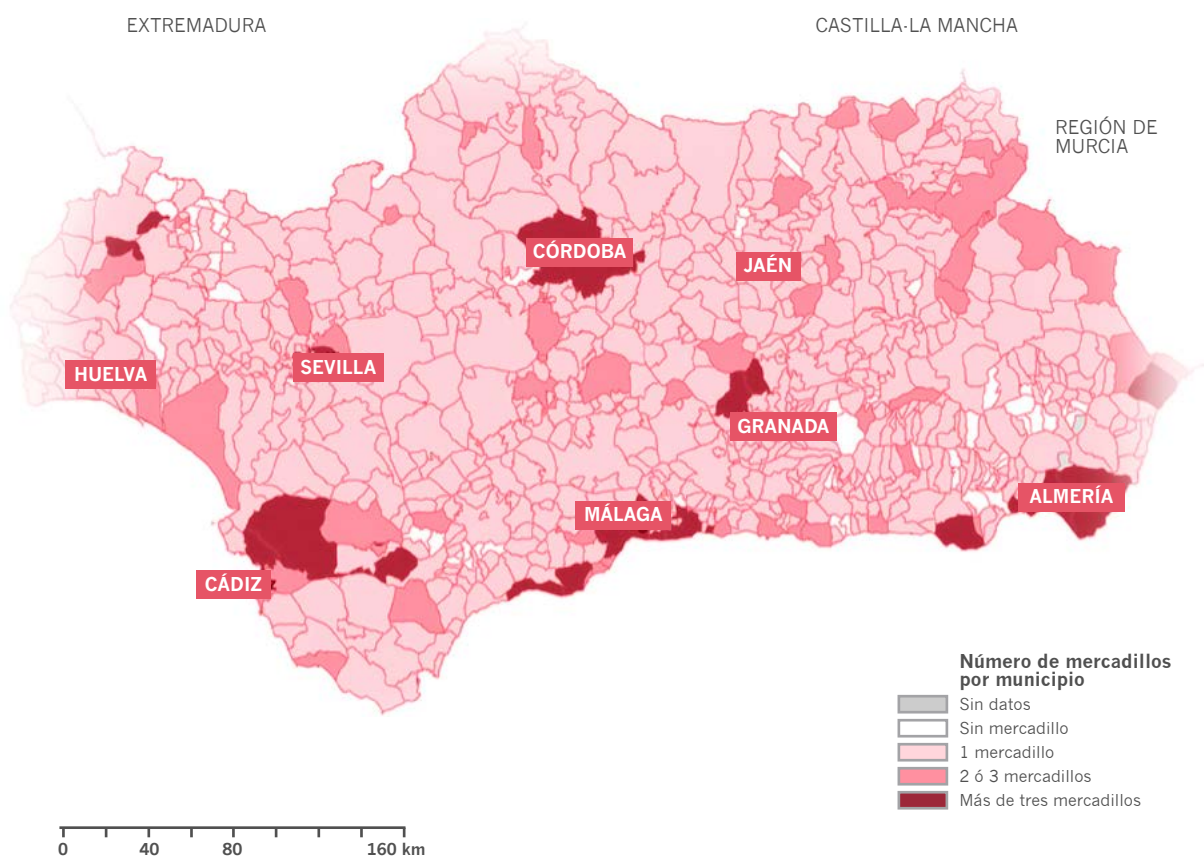 EXTREMADURA
CASTILLA-LA MANCHA
REGIÓN DE
MURCIA
CÓRDOBA
JAÉN
SEVILLA
HUELVA
GRANADA
ALMERÍA
MÁLAGA
CÁDIZ
Número de mercadillos
por municipio
Sin datos
Sin mercadillo
1 mercadillo
2 ó 3 mercadillos
Más de tres mercadillos
0 40 80 160 km